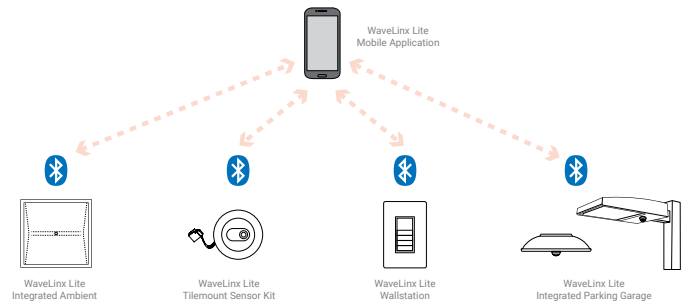 WaveLinx Lite
Mobile Application
WaveLinx Lite
Integrated Ambient
WaveLinx Lite
Tilemount Sensor Kit
WaveLinx Lite
Wallstation
WaveLinx Lite
Integrated Parking Garage